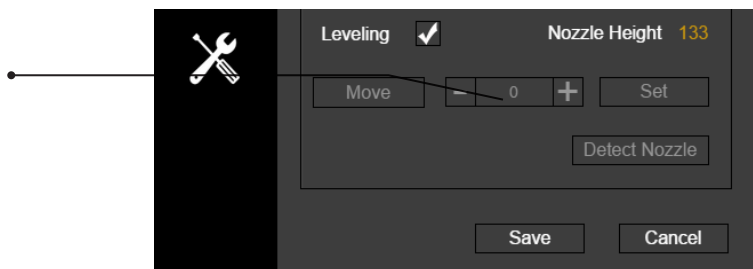 Leveling Nozzle Height 133
Move - 0 + Set
Detect Nozzle
Save Cancel